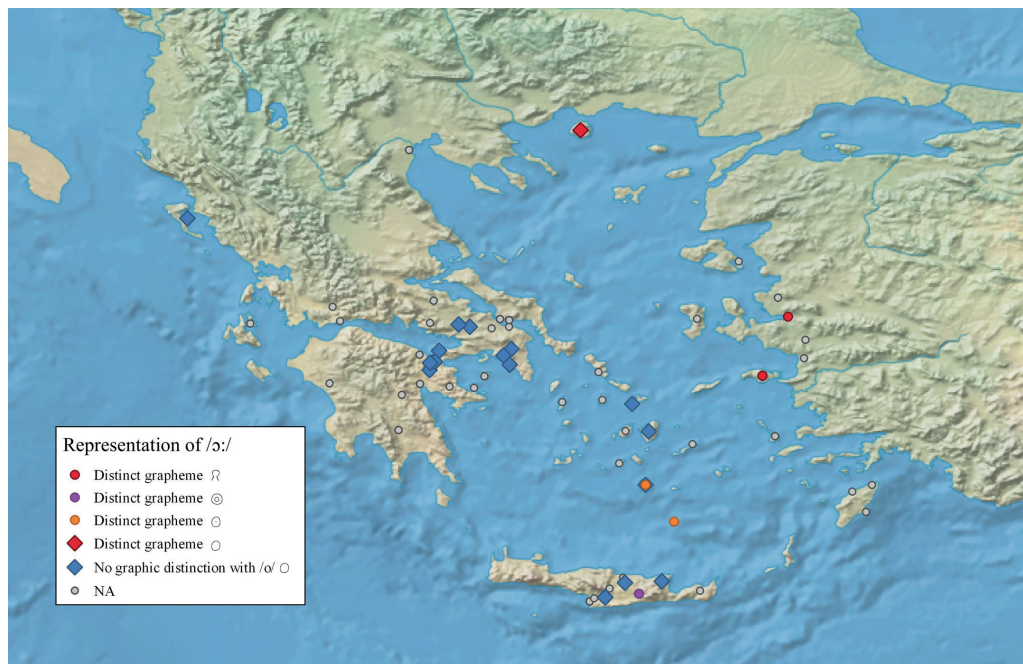 Representation of /ɔː/
Distinct grapheme
Distinct grapheme ◎
Distinct grapheme ⊙
Distinct grapheme ○
No graphic distinction with /o/ ○
NA